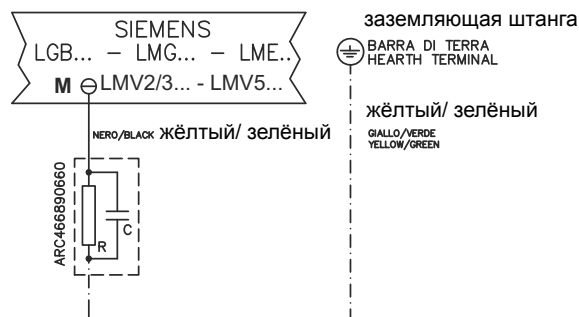 SIEMENS
LGB... – LMG... – LME..
M LMV2/3... - LMV5...
NERO/BLACK жёлтый/ зелёный
ARC466890660
R
C
заземляющая штанга
BARRA DI TERRA
HEARTH TERMINAL
жёлтый/ зелёный
GIALLO/VERDE
YELLOW/GREEN